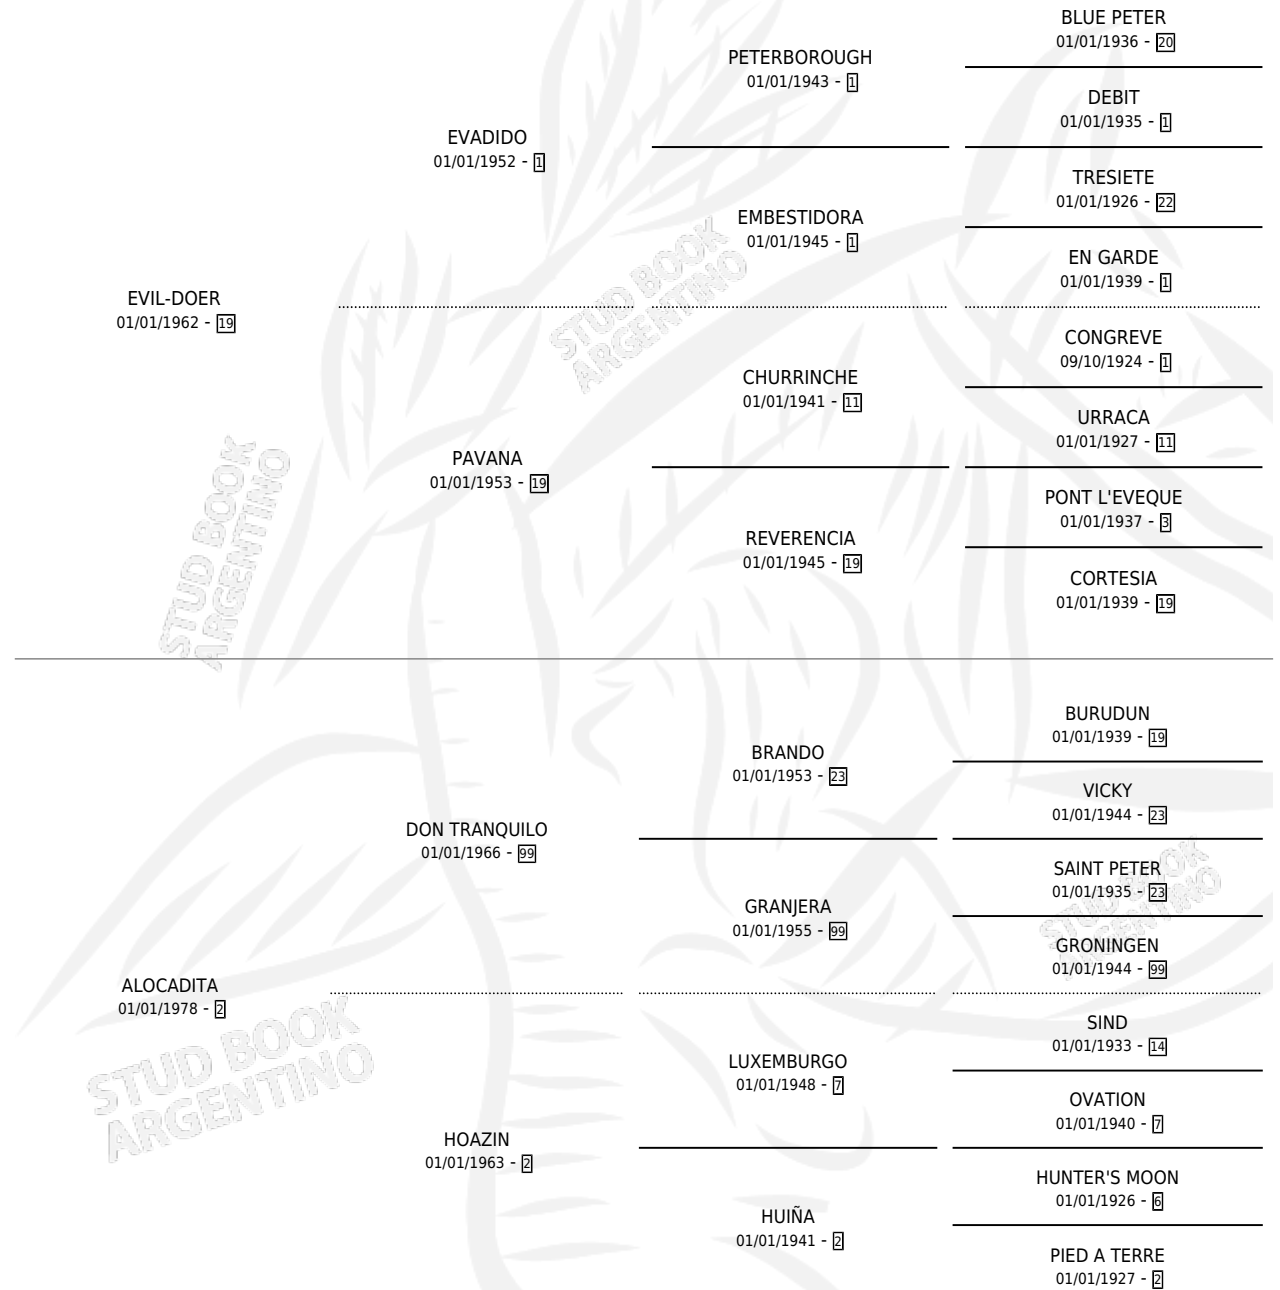 BLUE PETER
01/01/1936 - 20
PETERBOROUGH
01/01/1943 - 1
DEBIT
01/01/1935 - 1
EVADIDO
01/01/1952 - 1
TRESIETE
01/01/1926 - 22
EMBESTIDORA
01/01/1945 - 1
EN GARDE
01/01/1939 - 1
EVIL-DOER
01/01/1962 - 19
STUD BOOK
ARGENTINO
CONGREVE
09/10/1924 - 1
CHURRINCHE
01/01/1941 - 11
URRACA
01/01/1927 - 11
PAVANA
01/01/1953 - 19
PONT L'EVEQUE
01/01/1937 - 3
REVERENCIA
01/01/1945 - 19
CORTESIA
01/01/1939 - 19
STUD BOOK
ARGENTINO
BURUDUN
01/01/1939 - 19
BRANDO
01/01/1953 - 23
VICKY
01/01/1944 - 23
DON TRANQUILO
01/01/1966 - 99
SAINT PETER
01/01/1935 - 23
GRANJERA
01/01/1955 - 99
STUD BOOK
ARGENTINO
GRONINGEN
01/01/1944 - 99
ALOCADITA
01/01/1978 - 2
STUD BOOK
ARGENTINO
SIND
01/01/1933 - 14
LUXEMBURGO
01/01/1948 - 7
OVATION
01/01/1940 - 7
HOAZIN
01/01/1963 - 2
HUNTER'S MOON
01/01/1926 - 6
HUIÑA
01/01/1941 - 2
PIED A TERRE
01/01/1927 - 2